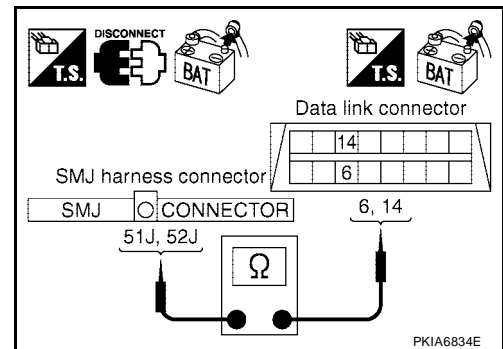 DISCONNECT
T.S.
BAT
T.S.
BAT
Data link connector
14
6
SMJ harness connector
SMJ CONNECTOR
51J, 52J
6, 14
Ω
PKIA6834E